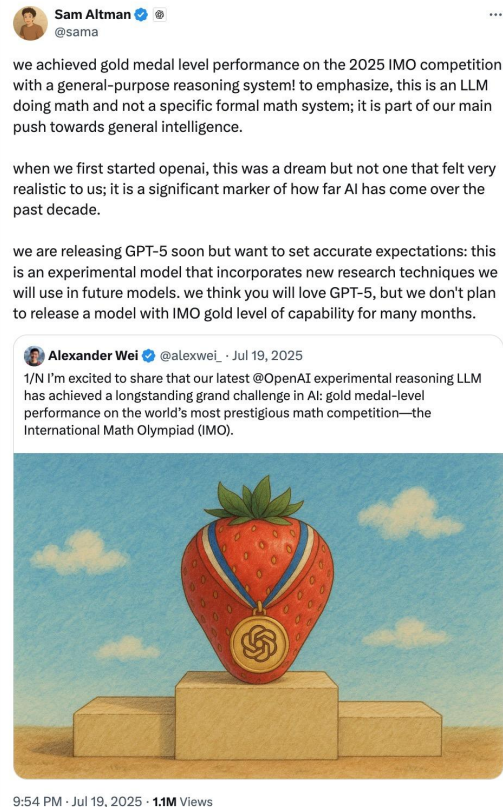 Sam Altman
@sama
we achieved gold medal level performance on the 2025 IMO competition
with a general-purpose reasoning system! to emphasize, this is an LLM
doing math and not a specific formal math system; it is part of our main
push towards general intelligence.
when we first started openai, this was a dream but not one that felt very
realistic to us; it is a significant marker of how far AI has come over the
past decade.
we are releasing GPT-5 soon but want to set accurate expectations: this
is an experimental model that incorporates new research techniques we
will use in future models. we think you will love GPT-5, but we don't plan
to release a model with IMO gold level of capability for many months.
Alexander Wei @alexwei_ · Jul 19, 2025
1/N I’m excited to share that our latest @OpenAI experimental reasoning LLM
has achieved a longstanding grand challenge in AI: gold medal-level
performance on the world’s most prestigious math competition—the
International Math Olympiad (IMO).
9:54 PM · Jul 19, 2025 · 1.1M Views